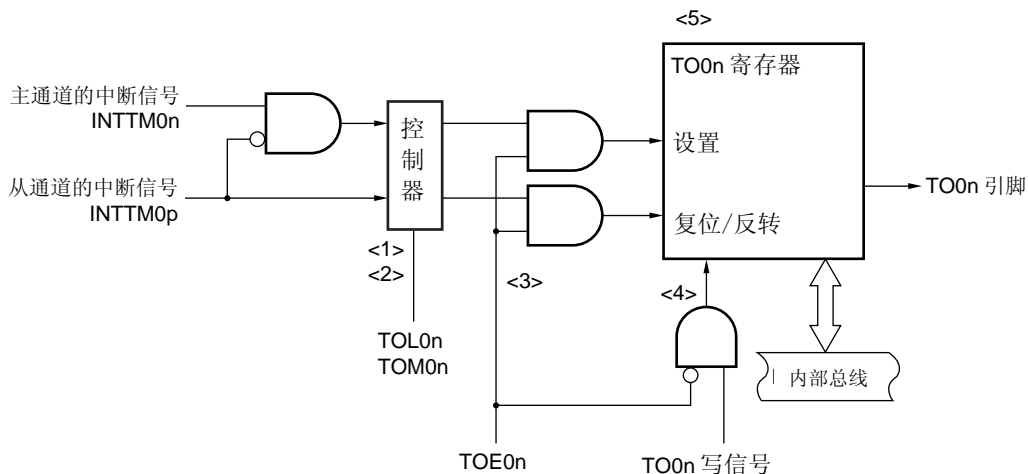 <5>
TO0n 寄存器
主通道的中断信号
INTTM0n
控制器
设置
从通道的中断信号
INTTM0p
TO0n 引脚
复位/反转
<1>
<2>
<3>
<4>
TOL0n
TOM0n
内部总线
TOE0n
TO0n 写信号